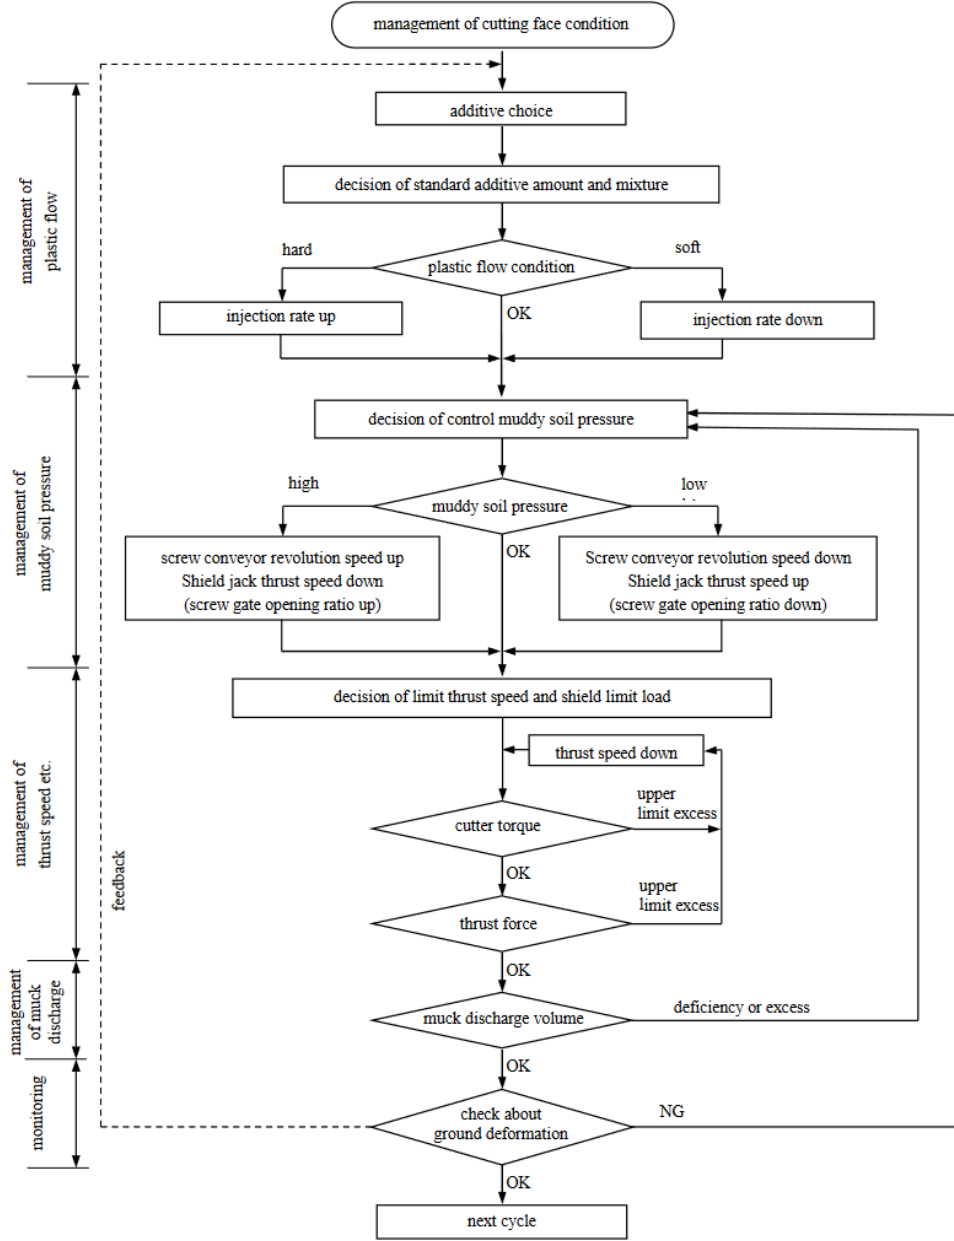 management of cutting face condition
additive choice
decision of standard additive amount and mixture
management of
plastic flow
hard
soft
plastic flow condition
OK
injection rate up
injection rate down
decision of control muddy soil pressure
management of
muddy soil pressure
high
low
muddy soil pressure
OK
screw conveyor revolution speed up
Shield jack thrust speed down
(screw gate opening ratio up)
Screw conveyor revolution speed down
Shield jack thrust speed up
(screw gate opening ratio down)
decision of limit thrust speed and shield limit load
management of
thrust speed etc.
thrust speed down
upper
limit excess
cutter torque
OK
upper
limit excess
thrust force
feedback
OK
management
of muck
discharge
muck discharge volume
deficiency or excess
OK
monitoring
check about
ground deformation
NG
OK
next cycle